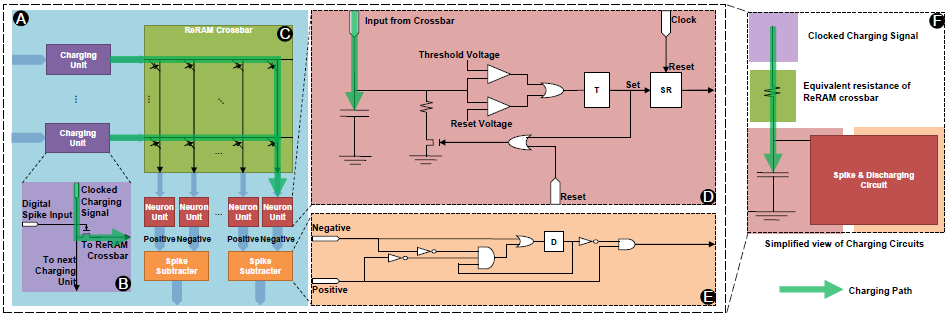 A
ReRAM Crossbar
C
Charging
Unit
Charging
Unit
Clocked
Charging
Signal
Digital
Spike Input
To ReRAM
Crossbar
To next
Charging
Unit
B
Neuron
Unit
Neuron
Unit
...
Neuron
Unit
Neuron
Unit
Positive
Negative
Positive
Negative
Spike
Subtracter
Spike
Subtracter
Input from Crossbar
Clock
Threshold Voltage
Reset
Set
T
SR
Reset Voltage
Reset
D
Negative
D
Positive
E
F
Clocked Charging Signal
Equivalent resistance of
ReRAM crossbar
Spike & Discharging
Circuit
Simplified view of Charging Circuits
Charging Path